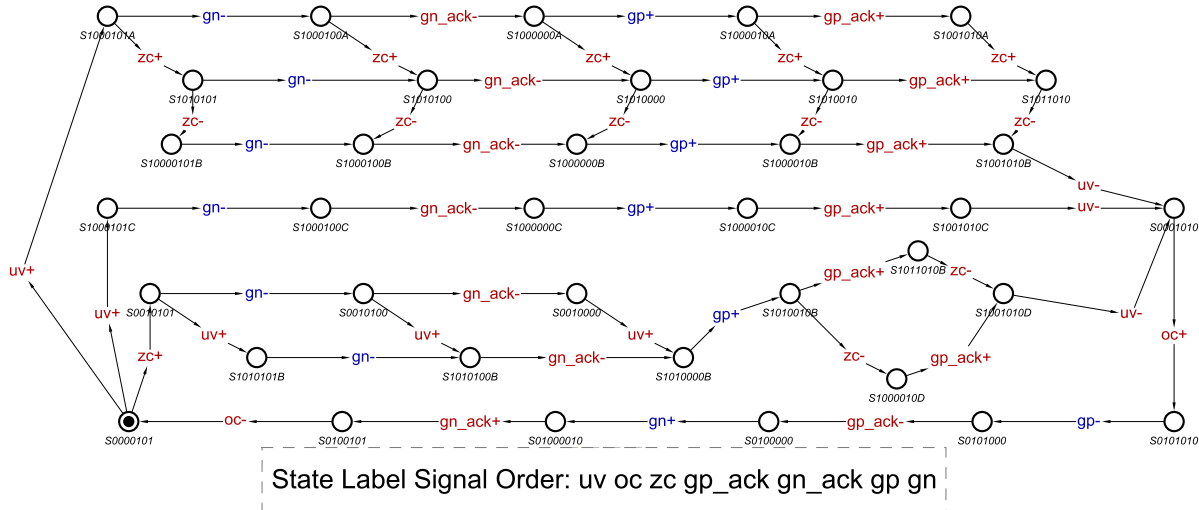 gn- gn_ack- gp+ gp_ack+
S1000101A S1000100A S1000000A S1000010A S1001010A
zc+ zc+ zc+ zc+ zc+
gn- gn_ack- gp+ gp_ack+
S1010101 S1010100 S1010000 S1010010 S1011010
zc- zc- zc- zc- zc-
gn- gn_ack- gp+ gp_ack+
S10000101B S1000100B S1000000B S1000010B S1001010B
uv-
gn- gn_ack- gp+ gp_ack+ uv-
S1000101C S1000100C S1000000C S1000010C S1001010C S0001010
S1011010B
uv+ gp_ack+ zc-
gn- gn_ack-
S0010101 S0010100 S0010000 S1010010B S1001010D
uv+ gp+ uv-
uv+ uv+ uv+ oc+
zc+ gn- gn_ack- zc- gp_ack+
S1010101B S1010100B S1010000B
S1000010D
oc- gn_ack+ gn+ gp_ack- gp-
S0000101 S0100101 S01000010 S0100000 S0101000 S0101010
State Label Signal Order: uv oc zc gp_ack gn_ack gp gn